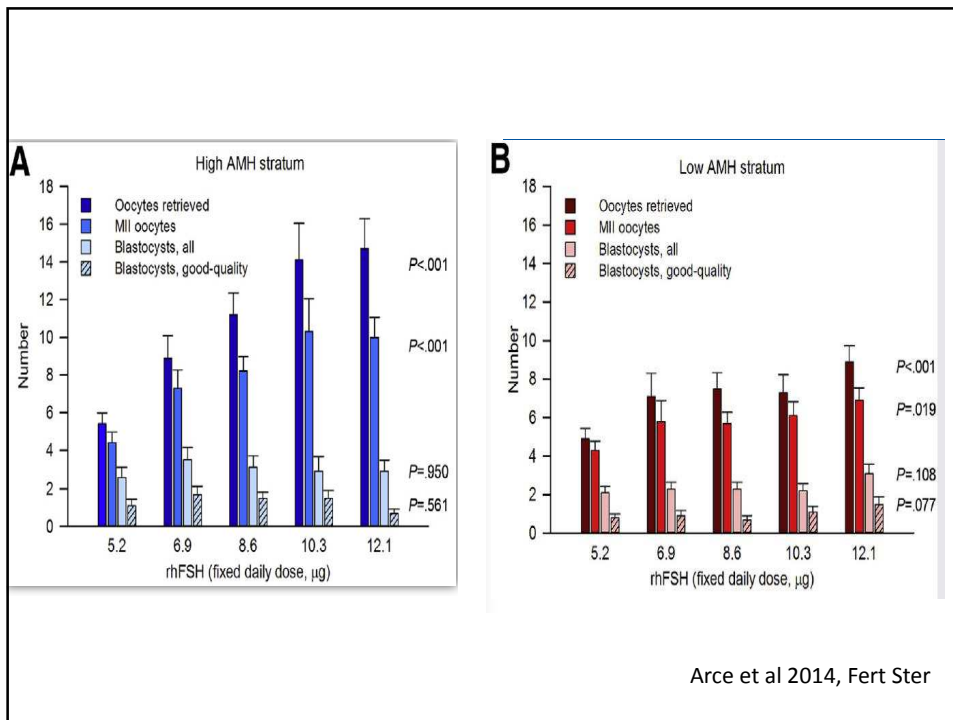 A
High AMH stratum
18
16
14
12
10
8
6
4
2
0
Number
Oocytes retrieved
MII oocytes
Blastocysts, all
Blastocysts, good-quality
P<.001
P<.001
P=.950
P=.561
5.2 6.9 8.6 10.3 12.1
rhFSH (fixed daily dose, μg)
B
Low AMH stratum
18
16
14
12
10
8
6
4
2
0
Number
Oocytes retrieved
MII oocytes
Blastocysts, all
Blastocysts, good-quality
P<.001
P=.019
P=.108
P=.077
5.2 6.9 8.6 10.3 12.1
rhFSH (fixed daily dose, μg)
Arce et al 2014, Fert Ster